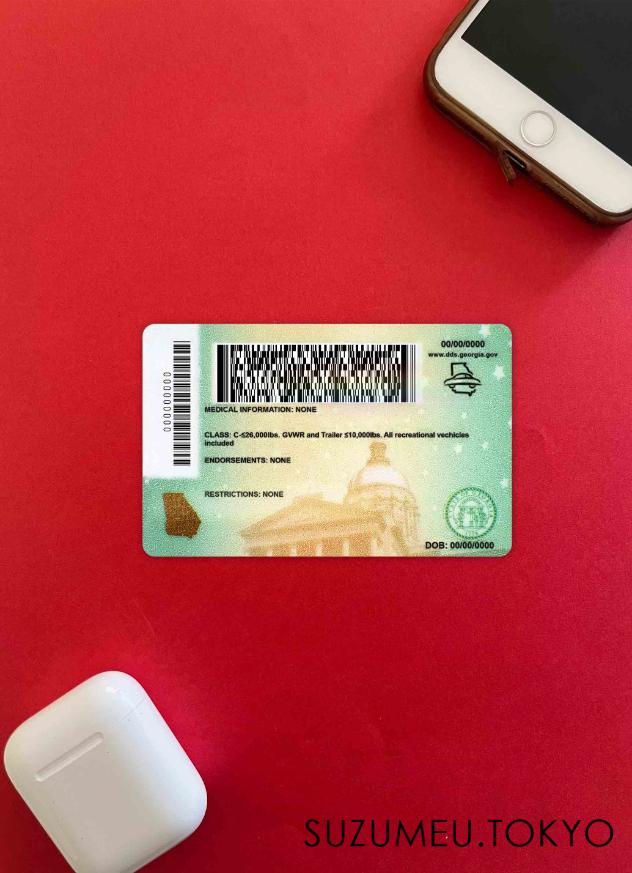 00/00/0000
www.dds.georgia.gov
000000000
MEDICAL INFORMATION: NONE
CLASS: C-≤26,000lbs. GVWR and Trailer ≤10,000lbs. All recreational vechicles
included
ENDORSEMENTS: NONE
RESTRICTIONS: NONE
DOB: 00/00/0000
SUZUMEU.TOKYO